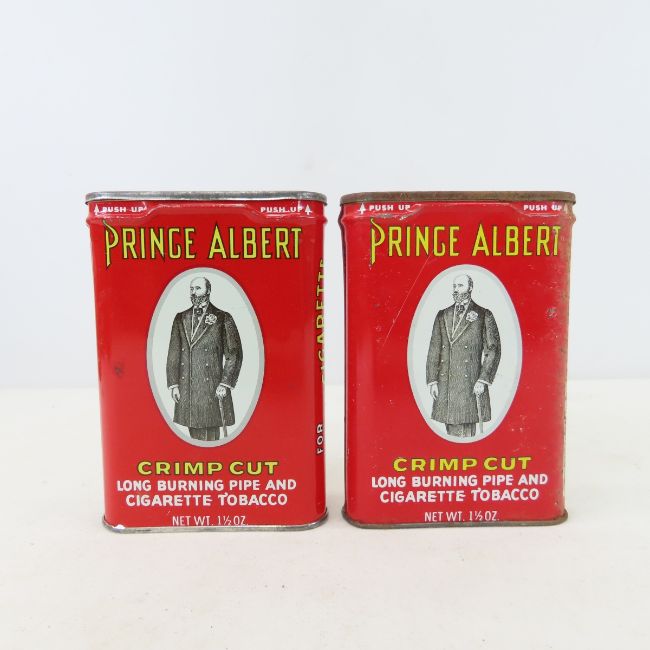 PUSH UP PUSH UP
PRINCE ALBERT
CRIMP CUT
LONG BURNING PIPE AND
CIGARETTE TOBACCO
NET WT. 1½ OZ.
FOR CIGARETTE
PUSH UP PUSH UP
PRINCE ALBERT
CRIMP CUT
LONG BURNING PIPE AND
CIGARETTE TOBACCO
NET WT. 1½ OZ.